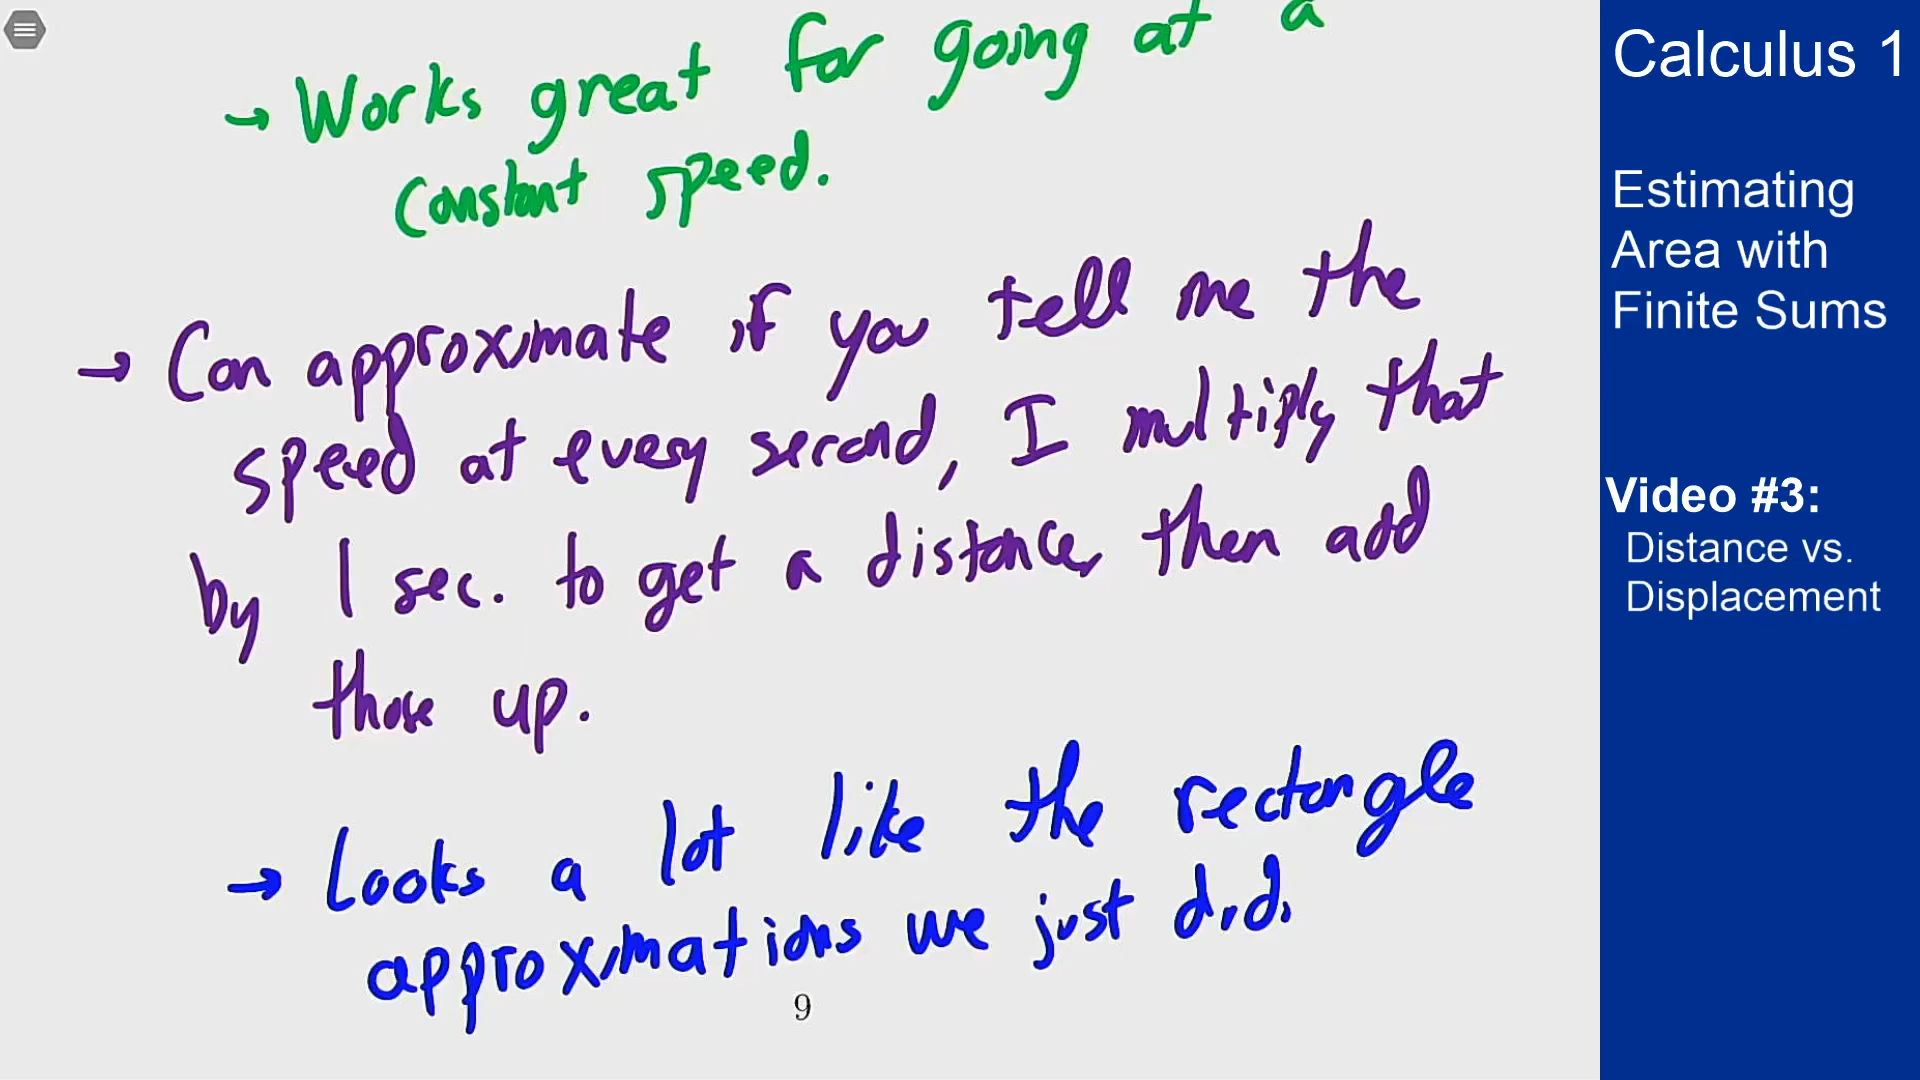 → Works great for going at a
constant speed.
→ Can approximate if you tell me the
speed at every second, I multiply that
by 1 sec. to get a distance, then add
those up.
→ Looks a lot like the rectangle
approximations we just did.
9
Calculus 1
Estimating
Area with
Finite Sums
Video #3:
Distance vs.
Displacement